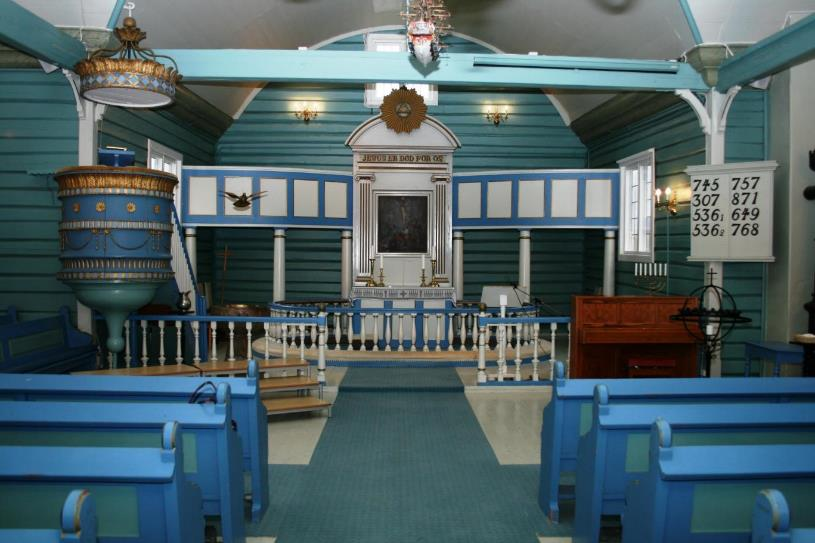 JESUS ER DØD FOR OS
745 757
307 871
536₁ 649
536₂ 768